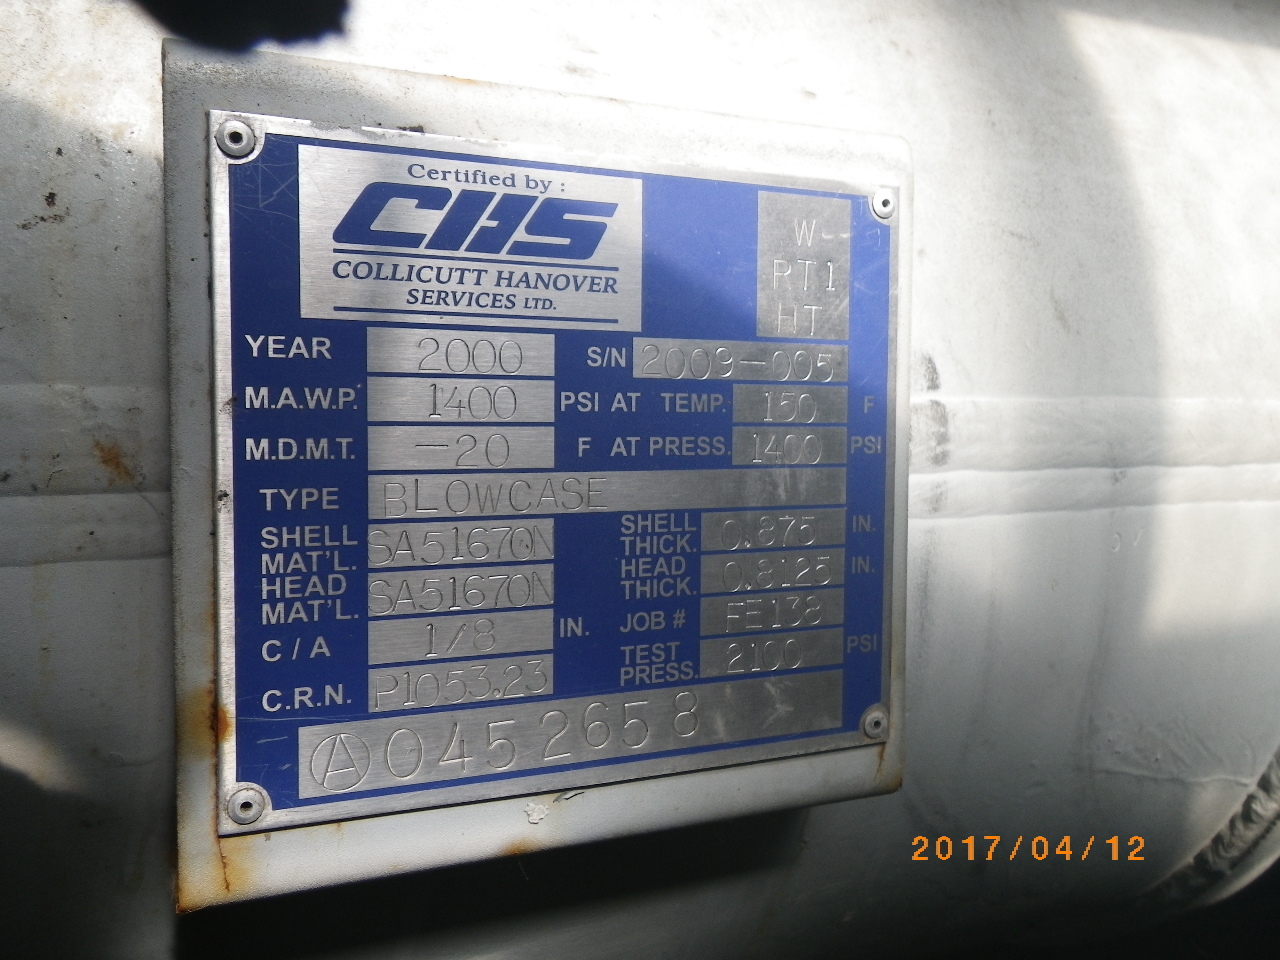 Certified by :
CHS
COLLICUTT HANOVER
SERVICES LTD.
W
RT1
HT
YEAR 2000 S/N 2009-005
M.A.W.P. 1400 PSI AT TEMP. 150 F
M.D.M.T. -20 F AT PRESS. 1400 PSI
TYPE BLOWCASE
SHELL MAT'L. SA51670N SHELL THICK. 0.875 IN.
HEAD MAT'L. SA51670N HEAD THICK. 0.8125 IN.
C/A 1/8 IN. JOB # FE138
C.R.N. P1053.23 TEST PRESS. 2100 PSI
Ⓐ0452658
2017/04/12